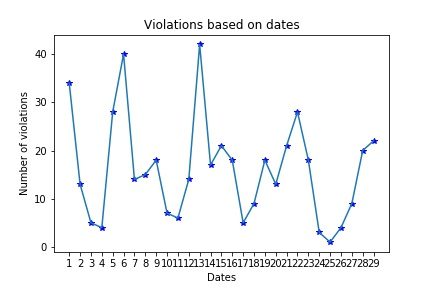 Violations based on dates
Number of violations
40
30
20
10
0
1 2 3 4 5 6 7 8 9 10 11 12 13 14 15 16 17 18 19 20 21 22 23 24 25 26 27 28 29
Dates